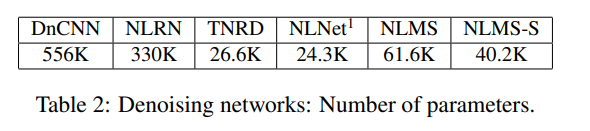 DnCNN NLRN TNRD NLNet¹ NLMS NLMS-S
556K 330K 26.6K 24.3K 61.6K 40.2K
Table 2: Denoising networks: Number of parameters.